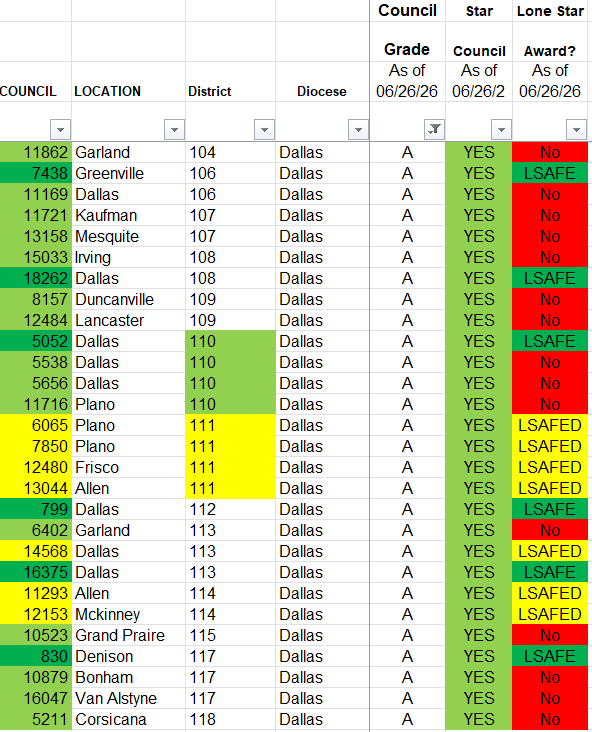 Council Star Lone Star
Grade Council Award?
As of As of As of
COUNCIL LOCATION District Diocese 06/26/26 06/26/2 06/26/26
11862 Garland 104 Dallas A YES No
7438 Greenville 106 Dallas A YES LSAFE
11169 Dallas 106 Dallas A YES No
11721 Kaufman 107 Dallas A YES No
13158 Mesquite 107 Dallas A YES No
15033 Irving 108 Dallas A YES No
18262 Dallas 108 Dallas A YES LSAFE
8157 Duncanville 109 Dallas A YES No
12484 Lancaster 109 Dallas A YES No
5052 Dallas 110 Dallas A YES LSAFE
5538 Dallas 110 Dallas A YES No
5656 Dallas 110 Dallas A YES No
11716 Plano 110 Dallas A YES No
6065 Plano 111 Dallas A YES LSAFED
7850 Plano 111 Dallas A YES LSAFED
12480 Frisco 111 Dallas A YES LSAFED
13044 Allen 111 Dallas A YES LSAFED
799 Dallas 112 Dallas A YES LSAFE
6402 Garland 113 Dallas A YES No
14568 Dallas 113 Dallas A YES LSAFED
16375 Dallas 113 Dallas A YES LSAFE
11293 Allen 114 Dallas A YES LSAFED
12153 Mckinney 114 Dallas A YES LSAFED
10523 Grand Praire 115 Dallas A YES No
830 Denison 117 Dallas A YES LSAFE
10879 Bonham 117 Dallas A YES No
16047 Van Alstyne 117 Dallas A YES No
5211 Corsicana 118 Dallas A YES No